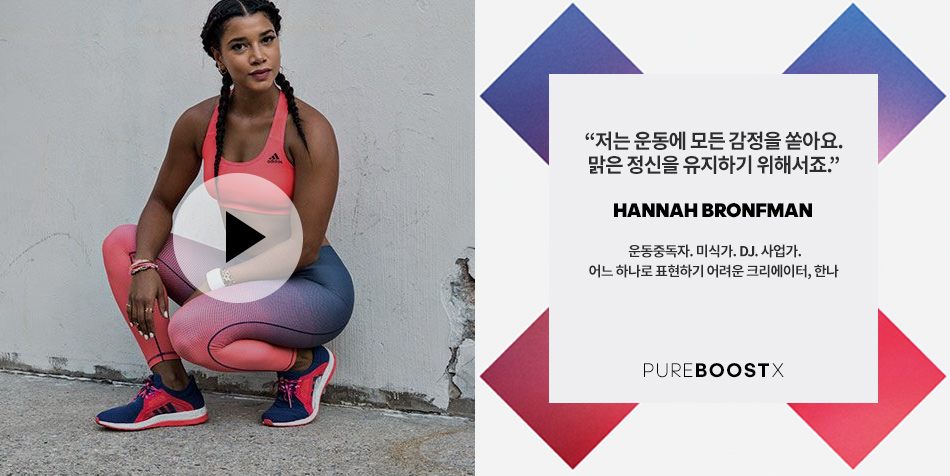 adidas
“저는 운동에 모든 감정을 쏟아요.
맑은 정신을 유지하기 위해서죠.”
HANNAH BRONFMAN
운동중독자. 미식가. DJ. 사업가.
어느 하나로 표현하기 어려운 크리에이터, 한나
PUREBOOSTX